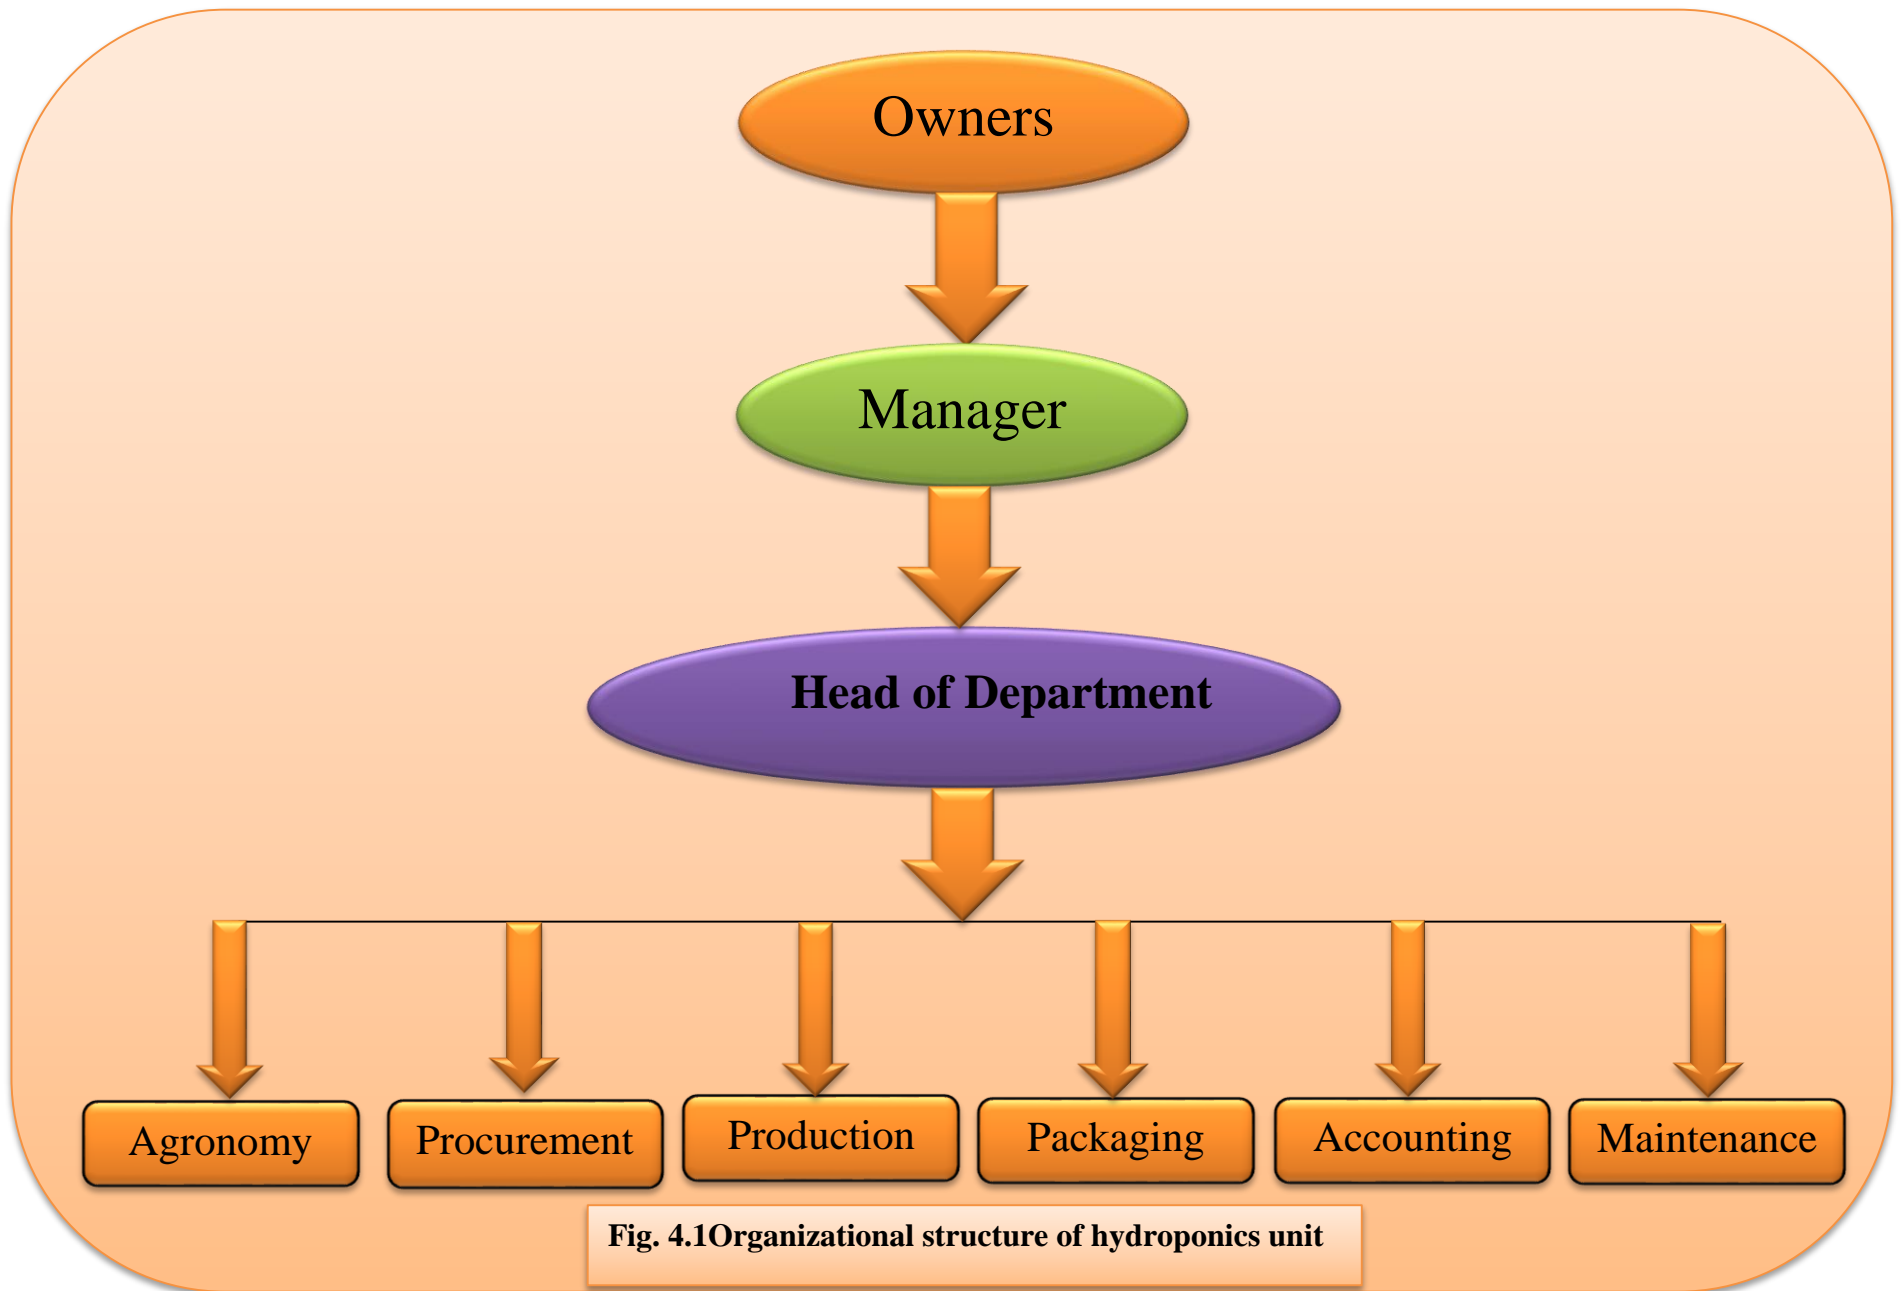 Owners
Manager
Head of Department
Agronomy
Procurement
Production
Packaging
Accounting
Maintenance
Fig. 4.1Organizational structure of hydroponics unit